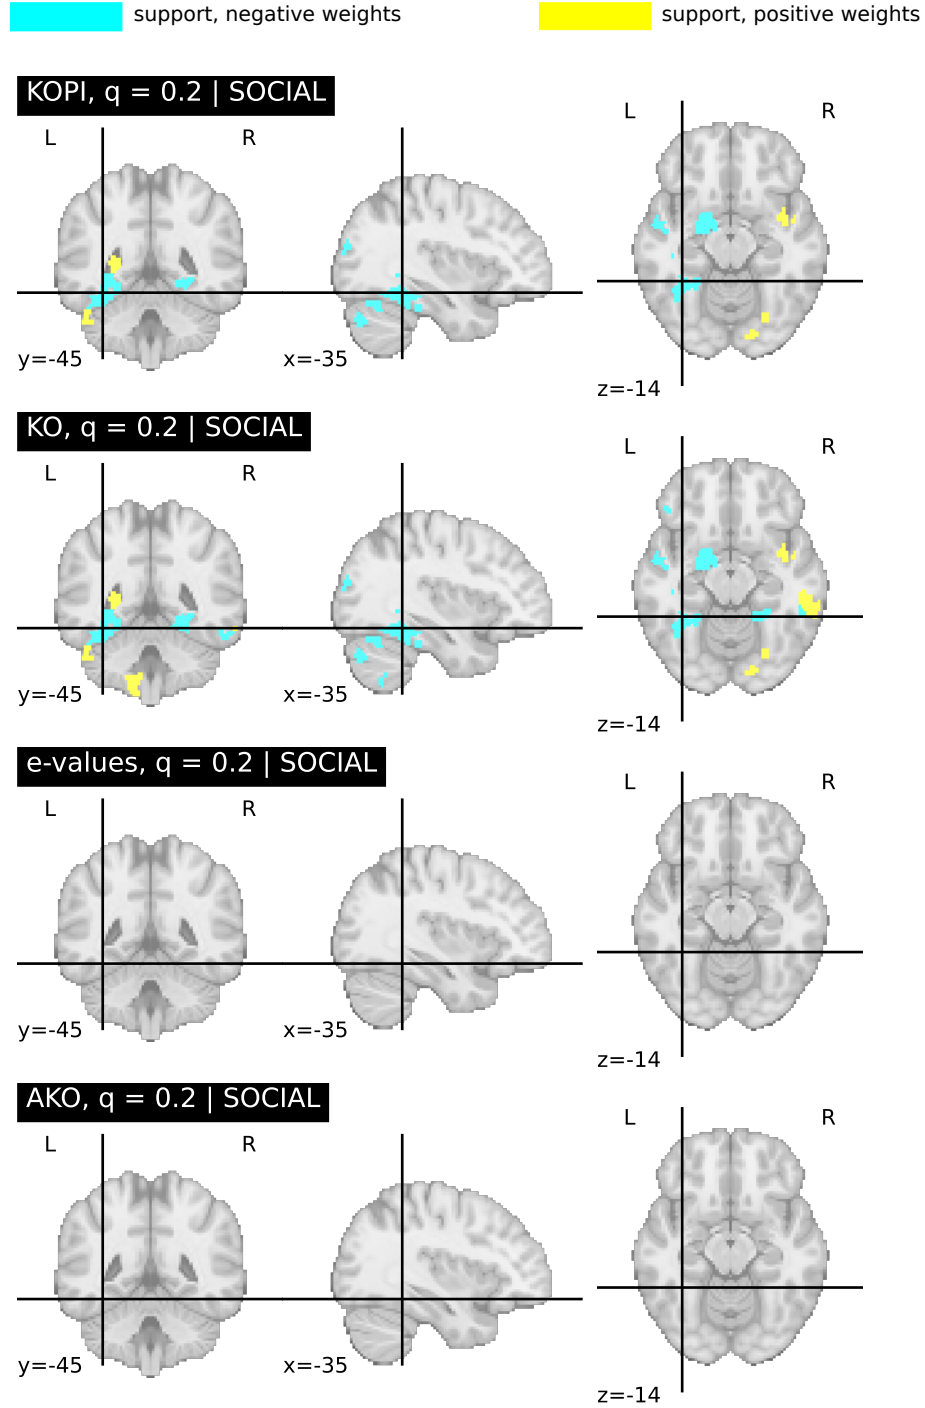 support, negative weights
support, positive weights
KOPI, q = 0.2 | SOCIAL
L R L R
y=-45 x=-35 z=-14
KO, q = 0.2 | SOCIAL
L R L R
y=-45 x=-35 z=-14
e-values, q = 0.2 | SOCIAL
L R L R
y=-45 x=-35 z=-14
AKO, q = 0.2 | SOCIAL
L R L R
y=-45 x=-35 z=-14